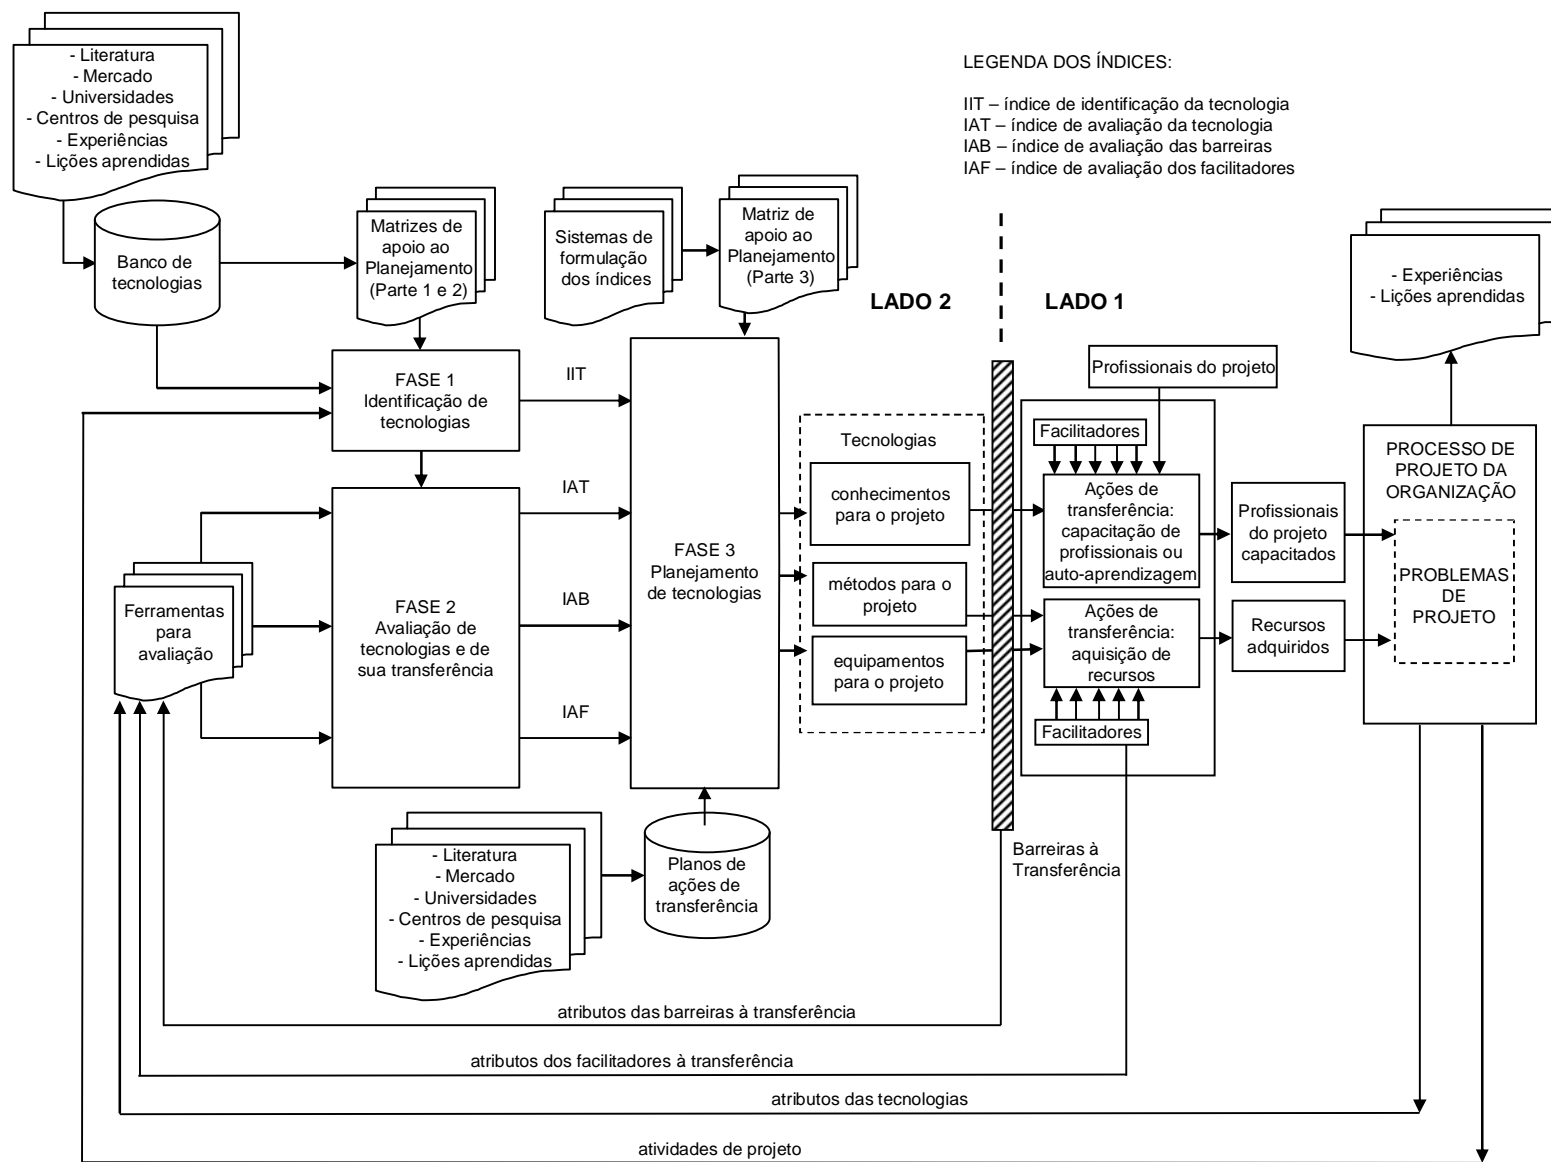 - Literatura
- Mercado
- Universidades
- Centros de pesquisa
- Experiências
- Lições aprendidas
LEGENDA DOS ÍNDICES:
IIT – índice de identificação da tecnologia
IAT – índice de avaliação da tecnologia
IAB – índice de avaliação das barreiras
IAF – índice de avaliação dos facilitadores
Banco de
tecnologias
Matrizes de
apoio ao
Planejamento
(Parte 1 e 2)
Sistemas de
formulação
dos índices
Matriz de
apoio ao
Planejamento
(Parte 3)
LADO 2
LADO 1
- Experiências
- Lições aprendidas
FASE 1
Identificação de
tecnologias
IIT
IAT
IAB
IAF
FASE 2
Avaliação de
tecnologias e de
sua transferência
Ferramentas
para
avaliação
FASE 3
Planejamento
de tecnologias
Tecnologias
conhecimentos
para o projeto
métodos para o
projeto
equipamentos
para o projeto
Profissionais do projeto
Facilitadores
Ações de
transferência:
capacitação de
profissionais ou
auto-aprendizagem
Ações de
transferência:
aquisição de
recursos
Facilitadores
Profissionais
do projeto
capacitados
Recursos
adquiridos
PROCESSO DE
PROJETO DA
ORGANIZAÇÃO
PROBLEMAS
DE
PROJETO
Barreiras à
Transferência
- Literatura
- Mercado
- Universidades
- Centros de pesquisa
- Experiências
- Lições aprendidas
Planos de
ações de
transferência
atributos das barreiras à transferência
atributos dos facilitadores à transferência
atributos das tecnologias
atividades de projeto